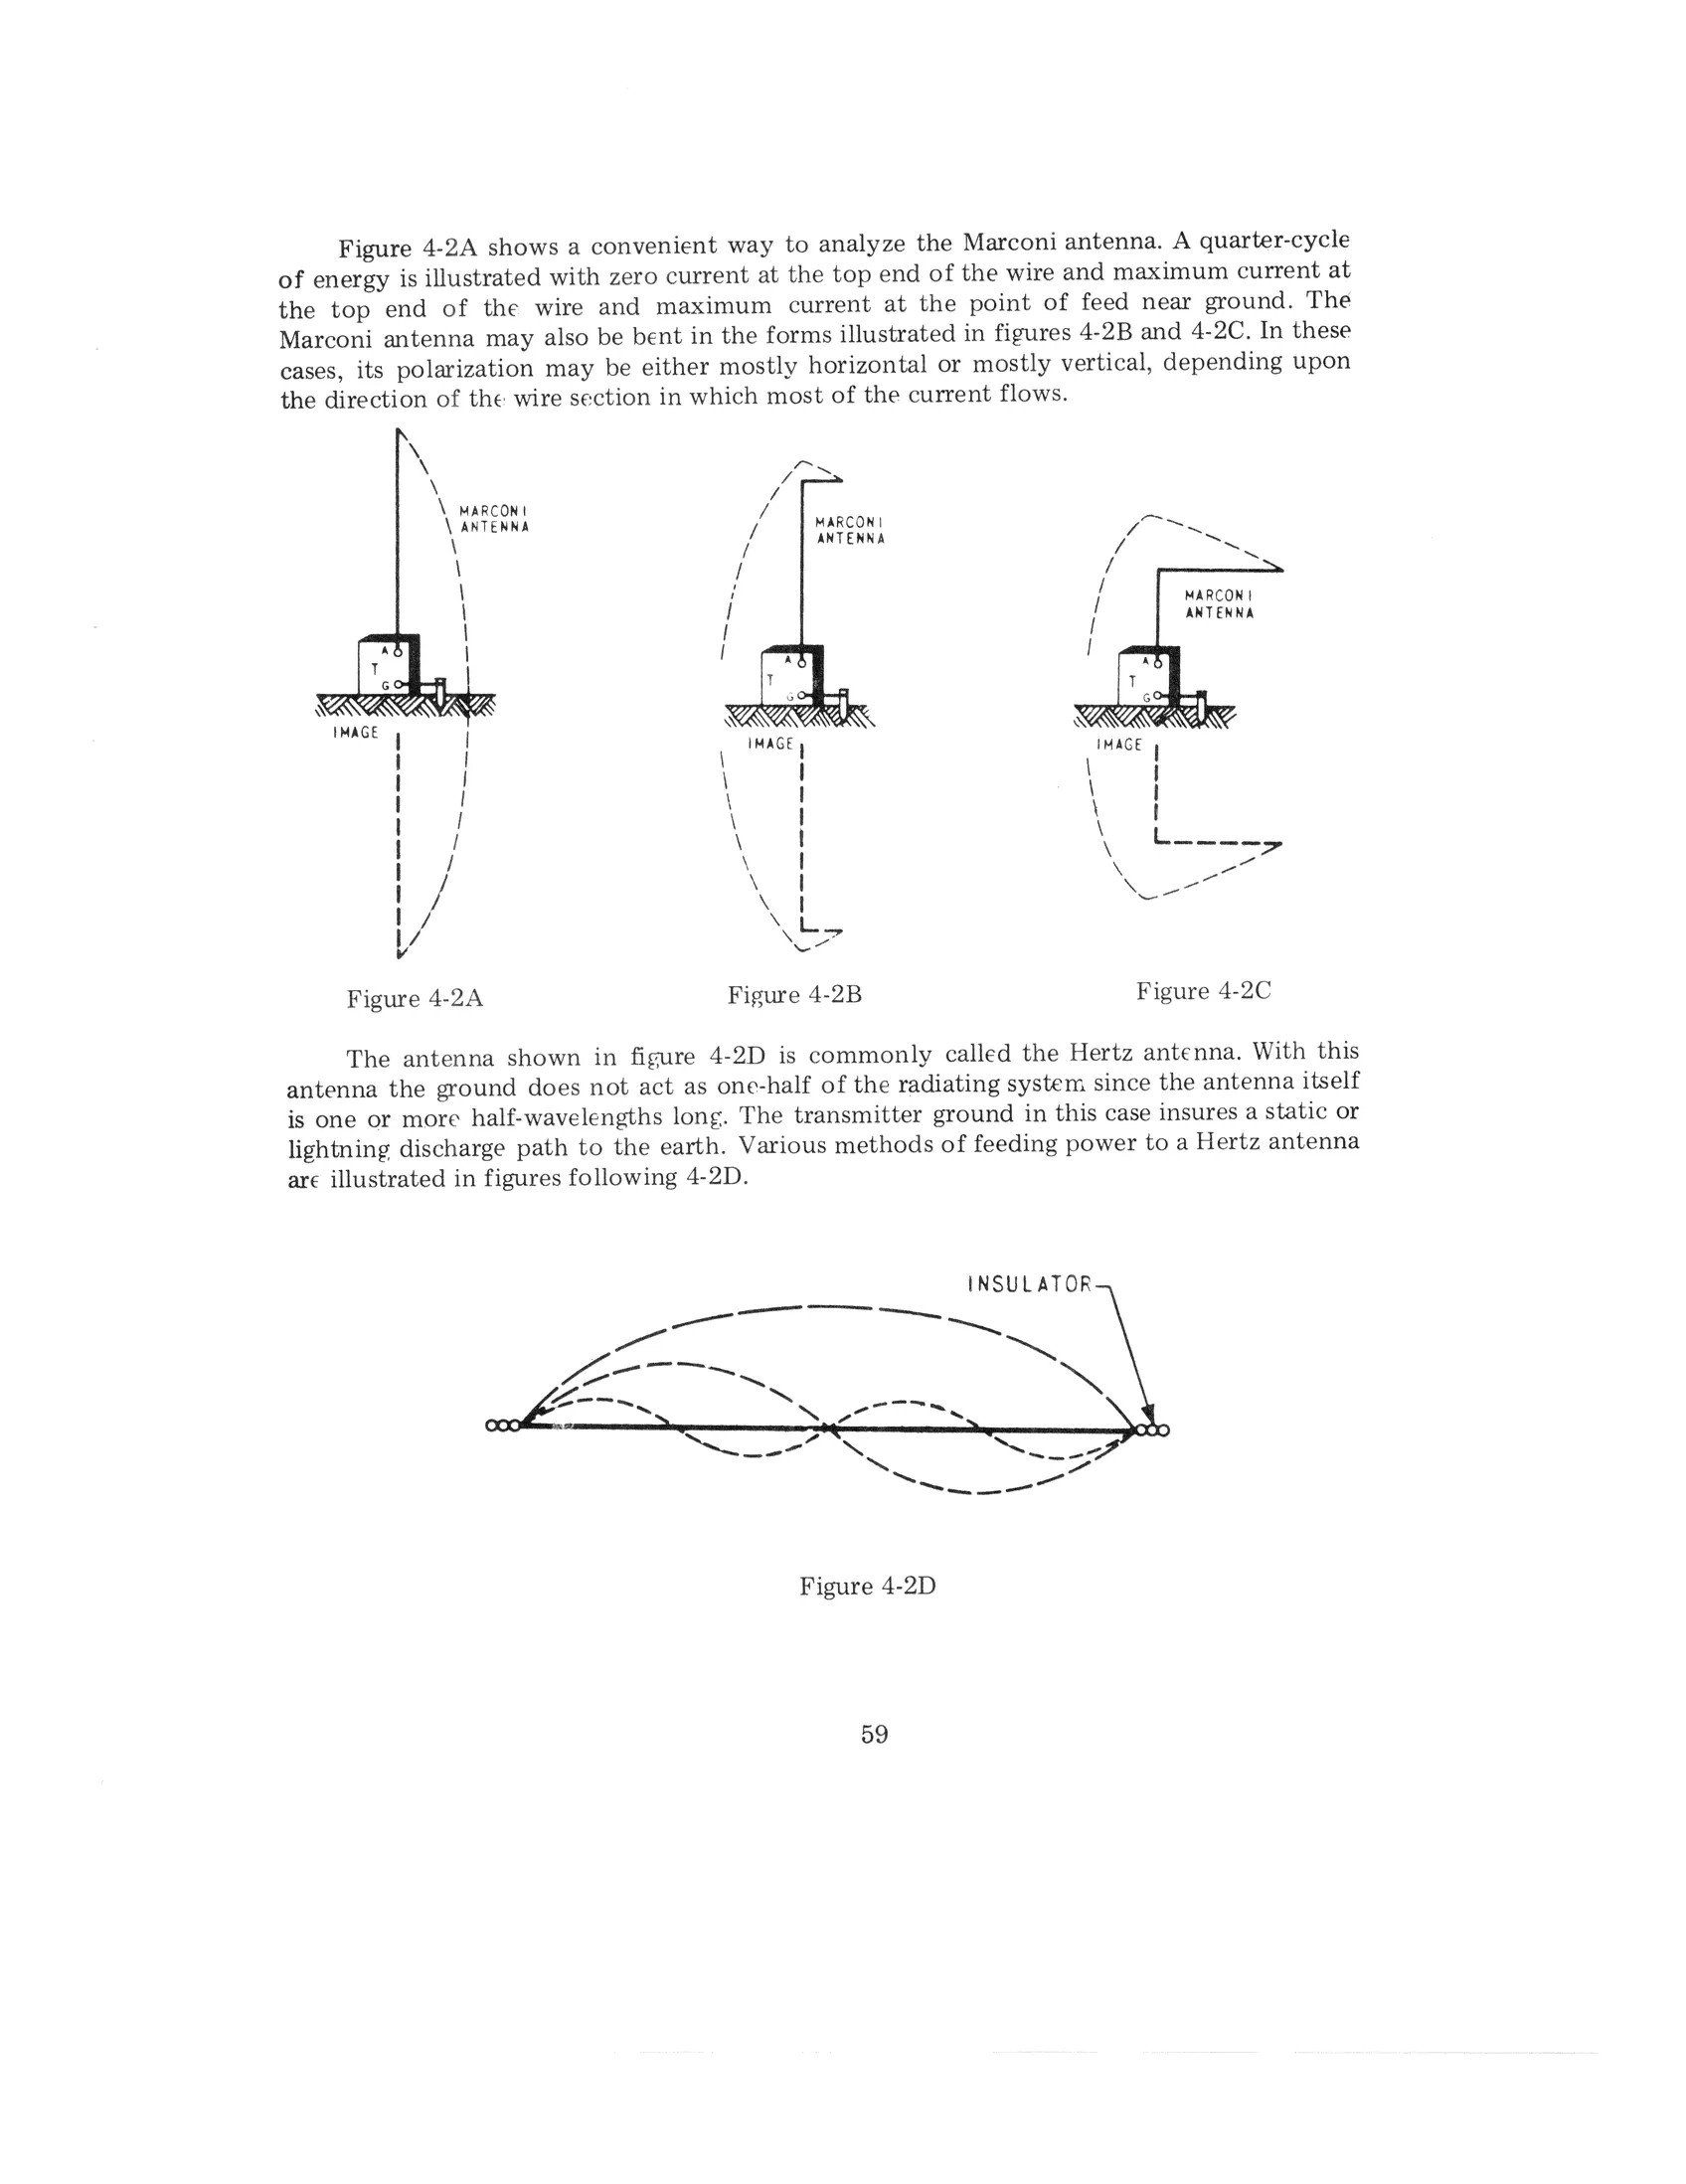 Figure 4-2A shows a convenient way to analyze the Marconi antenna. A quarter-cycle
of energy is illustrated with zero current at the top end of the wire and maximum current at
the top end of the wire and maximum current at the point of feed near ground. The
Marconi antenna may also be bent in the forms illustrated in figures 4-2B and 4-2C. In these
cases, its polarization may be either mostly horizontal or mostly vertical, depending upon
the direction of the wire section in which most of the current flows.
MARCONI
ANTENNA
A
T
G
IMAGE
Figure 4-2A
MARCONI
ANTENNA
A
T
G
IMAGE
Figure 4-2B
MARCONI
ANTENNA
A
T
G
IMAGE
Figure 4-2C
The antenna shown in figure 4-2D is commonly called the Hertz antenna. With this
antenna the ground does not act as one-half of the radiating system since the antenna itself
is one or more half-wavelengths long. The transmitter ground in this case insures a static or
lightning discharge path to the earth. Various methods of feeding power to a Hertz antenna
are illustrated in figures following 4-2D.
INSULATOR
Figure 4-2D
59